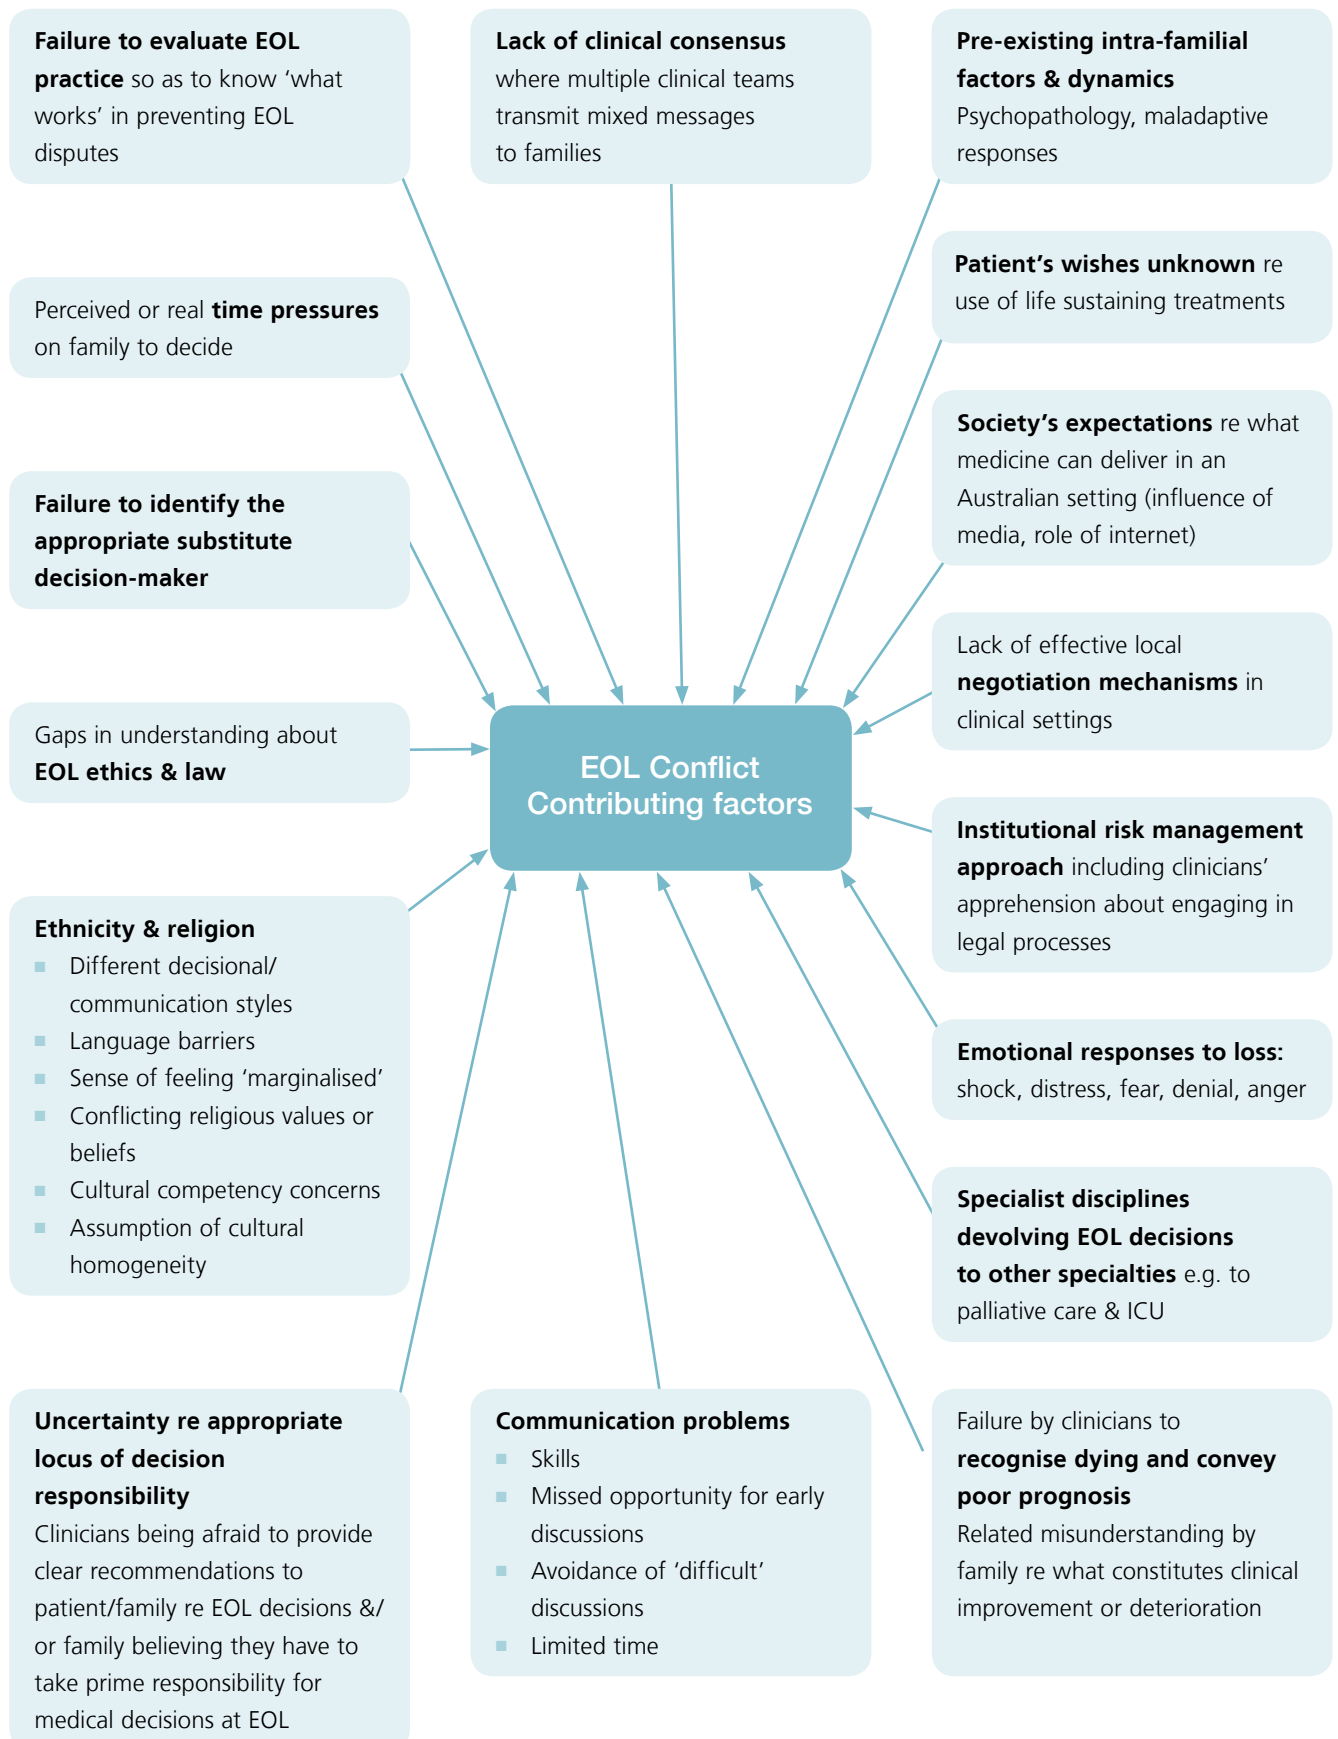 Failure to evaluate EOL
practice so as to know ‘what
works’ in preventing EOL
disputes
Lack of clinical consensus
where multiple clinical teams
transmit mixed messages
to families
Pre-existing intra-familial
factors & dynamics
Psychopathology, maladaptive
responses
Perceived or real time pressures
on family to decide
Patient’s wishes unknown re
use of life sustaining treatments
Failure to identify the
appropriate substitute
decision-maker
Society’s expectations re what
medicine can deliver in an
Australian setting (influence of
media, role of internet)
Gaps in understanding about
EOL ethics & law
EOL Conflict
Contributing factors
Lack of effective local
negotiation mechanisms in
clinical settings
Institutional risk management
approach including clinicians’
apprehension about engaging in
legal processes
Ethnicity & religion
■ Different decisional/
communication styles
■ Language barriers
■ Sense of feeling ‘marginalised’
■ Conflicting religious values or
beliefs
■ Cultural competency concerns
■ Assumption of cultural
homogeneity
Emotional responses to loss:
shock, distress, fear, denial, anger
Specialist disciplines
devolving EOL decisions
to other specialties e.g. to
palliative care & ICU
Uncertainty re appropriate
locus of decision
responsibility
Clinicians being afraid to provide
clear recommendations to
patient/family re EOL decisions &/
or family believing they have to
take prime responsibility for
medical decisions at EOL
Communication problems
■ Skills
■ Missed opportunity for early
discussions
■ Avoidance of ‘difficult’
discussions
■ Limited time
Failure by clinicians to
recognise dying and convey
poor prognosis
Related misunderstanding by
family re what constitutes clinical
improvement or deterioration